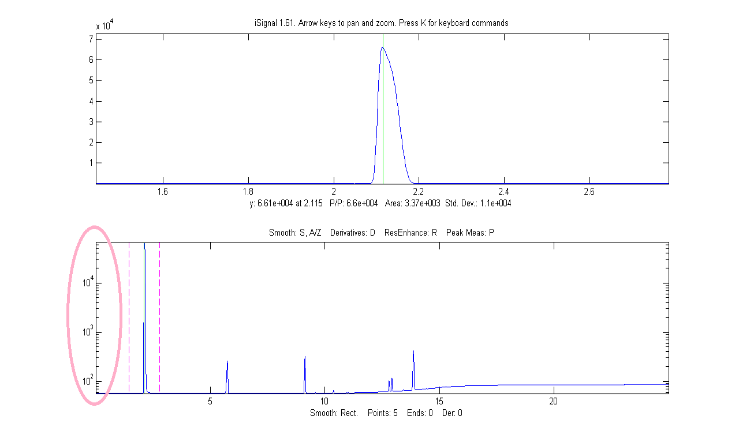 iSignal 1.61. Arrow keys to pan and zoom. Press K for keyboard commands
x 10^4
7
6
5
4
3
2
1
1.6 1.8 2 2.2 2.4 2.6
y: 6.61e+004 at 2.115 P/P: 6.6e+004 Area: 3.37e+003 Std. Dev.: 1.1e+004
Smooth: S, A/Z Derivatives: D ResEnhance: R Peak Meas: P
10^4
10^3
10^2
5 10 15 20
Smooth: Rect. Points: 5 Ends: 0 Der: 0